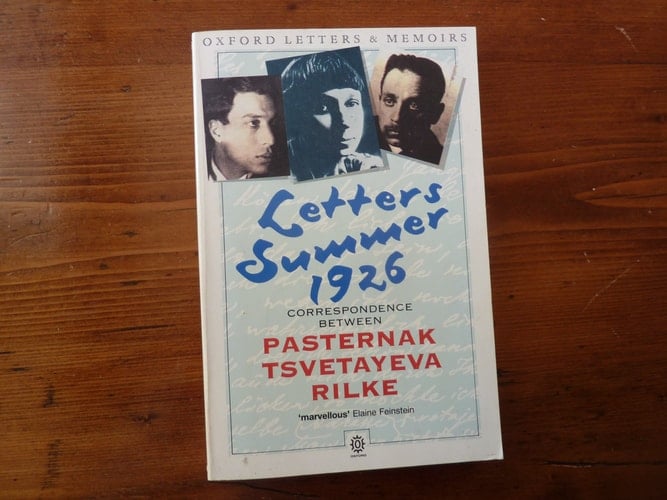 OXFORD LETTERS & MEMOIRS
Letters
Summer
1926
CORRESPONDENCE
BETWEEN
PASTERNAK
TSVETAYEVA
RILKE
'marvellous' Elaine Feinstein
OXFORD